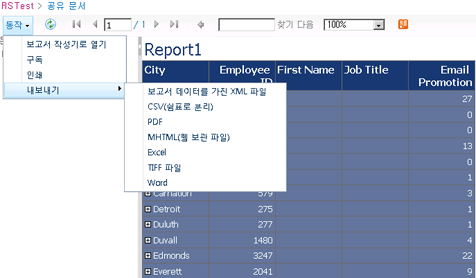 RSTest > 공유 문서
동작 1 / 1 찾기 다음 100%
보고서 작성기로 열기
구독
인쇄
내보내기
보고서 데이터를 가진 XML 파일
CSV(쉼표로 분리)
PDF
MHTML(웹 보관 파일)
Excel
TIFF 파일
Word
Report1
City Employee ID First Name Job Title Email Promotion
27
0
0
13
0
1
Carnation 579 3
Detroit 275 1
Duluth 277 1
Duvall 1480 4
Edmonds 3247 22
Everett 2041 9